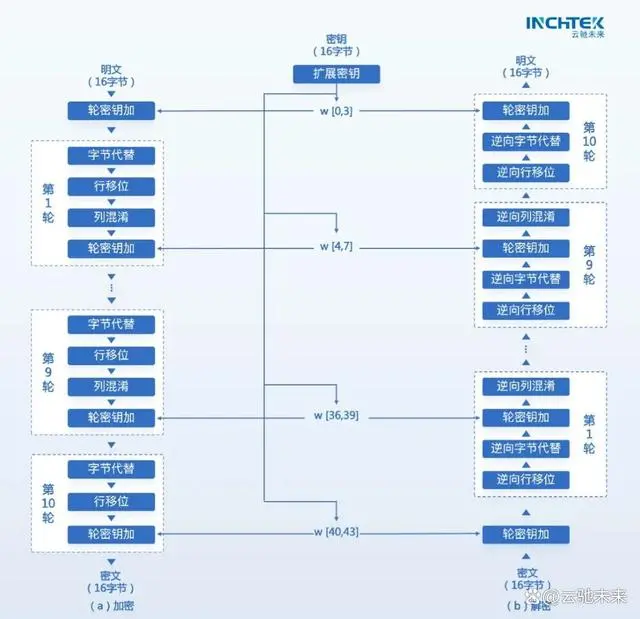 INCHTEK
云驰未来
明文
(16字节)
轮密钥加
第1轮
字节代替
行移位
列混淆
轮密钥加
...
第9轮
字节代替
行移位
列混淆
轮密钥加
第10轮
字节代替
行移位
轮密钥加
密文
(16字节)
(a) 加密
密钥
(16字节)
扩展密钥
w [0,3]
w [4,7]
w [36,39]
w [40,43]
明文
(16字节)
轮密钥加
逆向字节代替
逆向行移位
第10轮
逆向列混淆
轮密钥加
逆向字节代替
逆向行移位
第9轮
...
逆向列混淆
轮密钥加
逆向字节代替
逆向行移位
第1轮
轮密钥加
密文
(16字节)
(b) 解密
@云驰未来